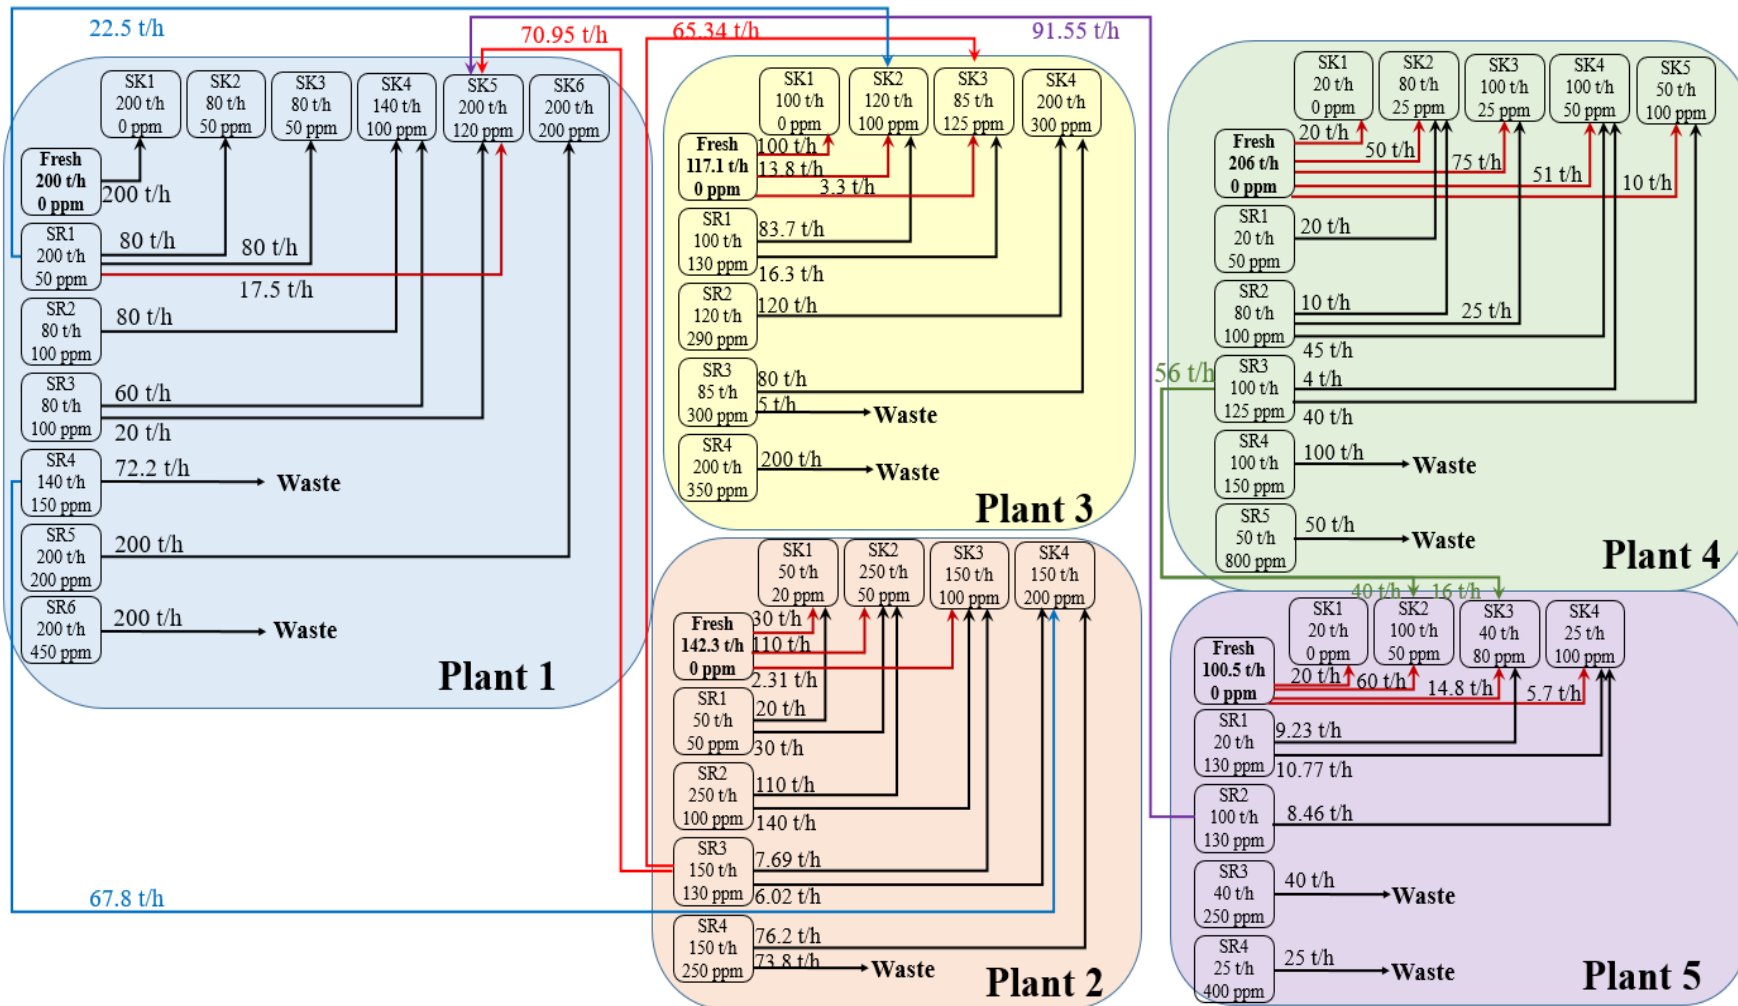 22.5 t/h
70.95 t/h
65.34 t/h
91.55 t/h
SK1
200 t/h
0 ppm
SK2
80 t/h
50 ppm
SK3
80 t/h
50 ppm
SK4
140 t/h
100 ppm
SK5
200 t/h
120 ppm
SK6
200 t/h
200 ppm
Fresh
200 t/h
0 ppm
200 t/h
SR1
200 t/h
50 ppm
80 t/h
80 t/h
17.5 t/h
SR2
80 t/h
100 ppm
80 t/h
SR3
80 t/h
100 ppm
60 t/h
20 t/h
SR4
140 t/h
150 ppm
72.2 t/h
Waste
SR5
200 t/h
200 ppm
200 t/h
SR6
200 t/h
450 ppm
200 t/h
Waste
Plant 1
67.8 t/h
SK1
100 t/h
0 ppm
SK2
120 t/h
100 ppm
SK3
85 t/h
125 ppm
SK4
200 t/h
300 ppm
Fresh
117.1 t/h
0 ppm
100 t/h
13.8 t/h
3.3 t/h
SR1
100 t/h
130 ppm
83.7 t/h
16.3 t/h
SR2
120 t/h
290 ppm
120 t/h
SR3
85 t/h
300 ppm
80 t/h
5 t/h
Waste
SR4
200 t/h
350 ppm
200 t/h
Waste
Plant 3
SK1
50 t/h
20 ppm
SK2
250 t/h
50 ppm
SK3
150 t/h
100 ppm
SK4
150 t/h
200 ppm
Fresh
142.3 t/h
0 ppm
30 t/h
110 t/h
2.31 t/h
SR1
50 t/h
50 ppm
20 t/h
30 t/h
SR2
250 t/h
100 ppm
110 t/h
140 t/h
SR3
150 t/h
130 ppm
7.69 t/h
6.02 t/h
SR4
150 t/h
250 ppm
76.2 t/h
73.8 t/h
Waste
Plant 2
SK1
20 t/h
0 ppm
SK2
80 t/h
25 ppm
SK3
100 t/h
25 ppm
SK4
100 t/h
50 ppm
SK5
50 t/h
100 ppm
Fresh
206 t/h
0 ppm
20 t/h
50 t/h
75 t/h
51 t/h
10 t/h
SR1
20 t/h
50 ppm
20 t/h
SR2
80 t/h
100 ppm
10 t/h
25 t/h
45 t/h
56 t/h
SR3
100 t/h
125 ppm
4 t/h
40 t/h
SR4
100 t/h
150 ppm
100 t/h
Waste
SR5
50 t/h
800 ppm
50 t/h
Waste
Plant 4
40 t/h
16 t/h
SK1
20 t/h
0 ppm
SK2
100 t/h
50 ppm
SK3
40 t/h
80 ppm
SK4
25 t/h
100 ppm
Fresh
100.5 t/h
0 ppm
20 t/h
60 t/h
14.8 t/h
5.7 t/h
SR1
20 t/h
130 ppm
9.23 t/h
10.77 t/h
SR2
100 t/h
130 ppm
8.46 t/h
SR3
40 t/h
250 ppm
40 t/h
Waste
SR4
25 t/h
400 ppm
25 t/h
Waste
Plant 5